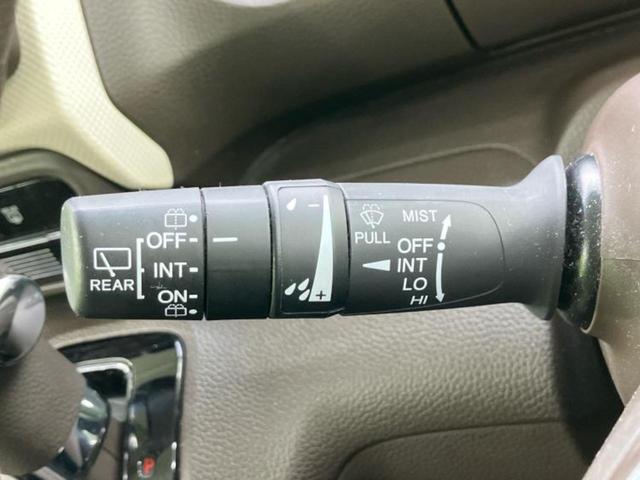 REAR
OFF
INT
ON
-
+
PULL
MIST
OFF
INT
LO
HI
P